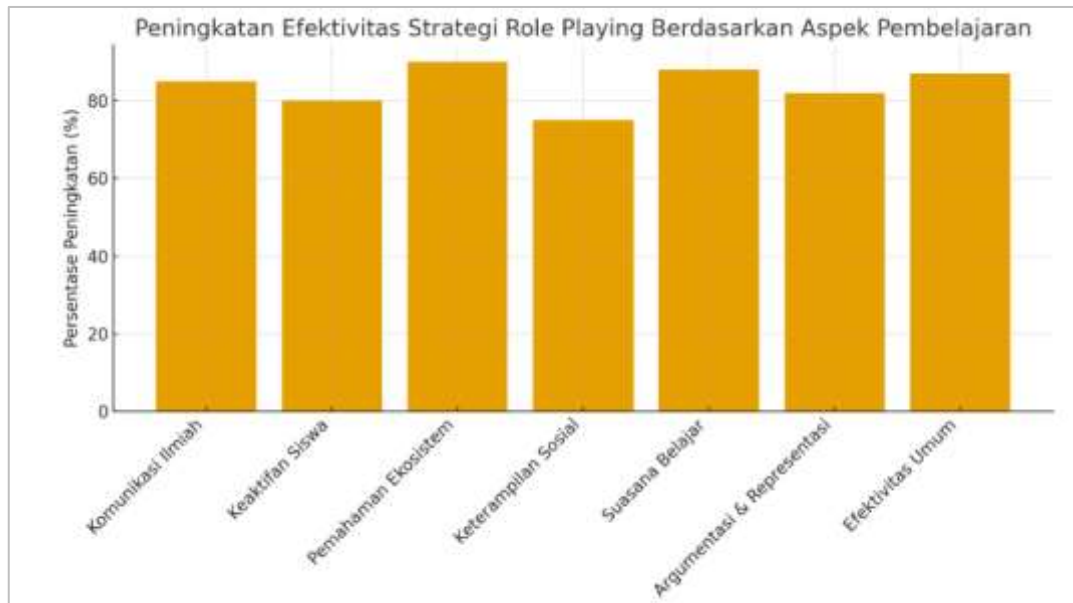 Peningkatan Efektivitas Strategi Role Playing Berdasarkan Aspek Pembelajaran
Persentase Peningkatan (%)
80
60
40
20
0
Komunikasi Ilmiah
Keaktifan Siswa
Pemahaman Ekosistem
Keterampilan Sosial
Suasana Belajar
Argumentasi & Representasi
Efektivitas Umum